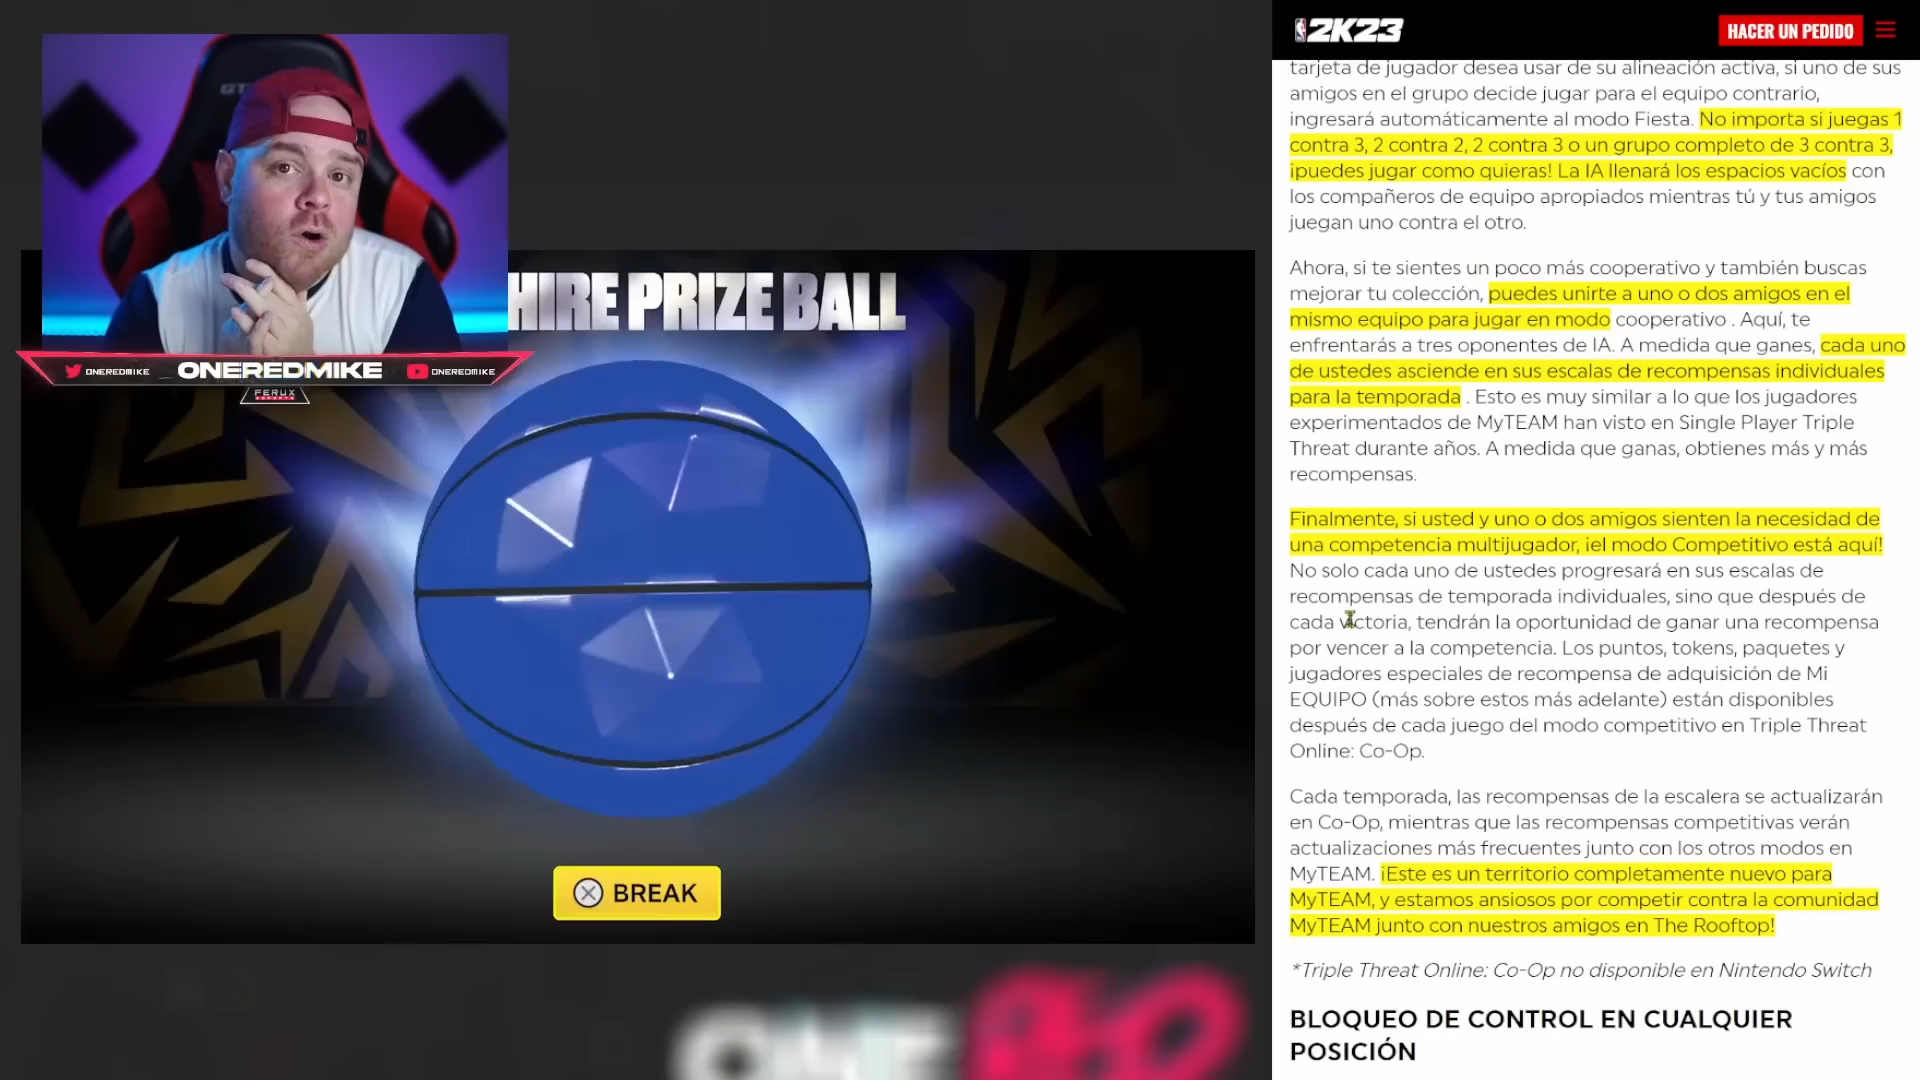 GT
HIRE PRIZE BALL
ONEREDMIKE
ONEREDMIKE
ONEREDMIKE
FERUX
ESPORTS
BREAK
ONE
2K23
HACER UN PEDIDO
tarjeta de jugador desea usar de su alineación activa, si uno de sus
amigos en el grupo decide jugar para el equipo contrario,
ingresará automáticamente al modo Fiesta. No importa si juegas 1
contra 3, 2 contra 2, 2 contra 3 o un grupo completo de 3 contra 3,
¡puedes jugar como quieras! La IA llenará los espacios vacíos con
los compañeros de equipo apropiados mientras tú y tus amigos
juegan uno contra el otro.
Ahora, si te sientes un poco más cooperativo y también buscas
mejorar tu colección, puedes unirte a uno o dos amigos en el
mismo equipo para jugar en modo cooperativo . Aquí, te
enfrentarás a tres oponentes de IA. A medida que ganes, cada uno
de ustedes asciende en sus escalas de recompensas individuales
para la temporada . Esto es muy similar a lo que los jugadores
experimentados de MyTEAM han visto en Single Player Triple
Threat durante años. A medida que ganas, obtienes más y más
recompensas.
Finalmente, si usted y uno o dos amigos sienten la necesidad de
una competencia multijugador, ¡el modo Competitivo está aquí!
No solo cada uno de ustedes progresará en sus escalas de
recompensas de temporada individuales, sino que después de
cada victoria, tendrán la oportunidad de ganar una recompensa
por vencer a la competencia. Los puntos, tokens, paquetes y
jugadores especiales de recompensa de adquisición de Mi
EQUIPO (más sobre estos más adelante) están disponibles
después de cada juego del modo competitivo en Triple Threat
Online: Co-Op.
Cada temporada, las recompensas de la escalera se actualizarán
en Co-Op, mientras que las recompensas competitivas verán
actualizaciones más frecuentes junto con los otros modos en
MyTEAM. ¡Este es un territorio completamente nuevo para
MyTEAM, y estamos ansiosos por competir contra la comunidad
MyTEAM junto con nuestros amigos en The Rooftop!
*Triple Threat Online: Co-Op no disponible en Nintendo Switch
BLOQUEO DE CONTROL EN CUALQUIER
POSICIÓN